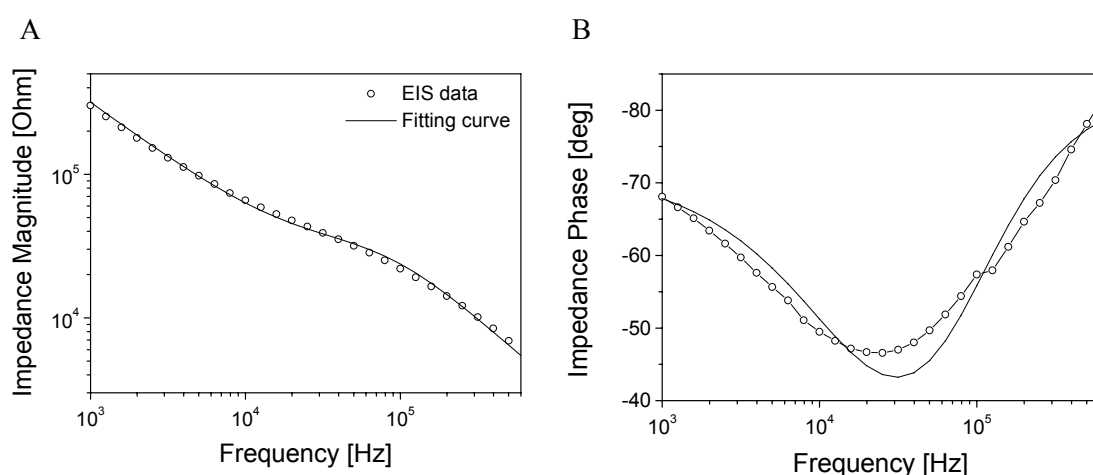 A
B
Impedance Magnitude [Ohm]
10^5
10^4
EIS data
Fitting curve
10^3
10^4
10^5
Frequency [Hz]
Impedance Phase [deg]
-80
-70
-60
-50
-40
10^3
10^4
10^5
Frequency [Hz]